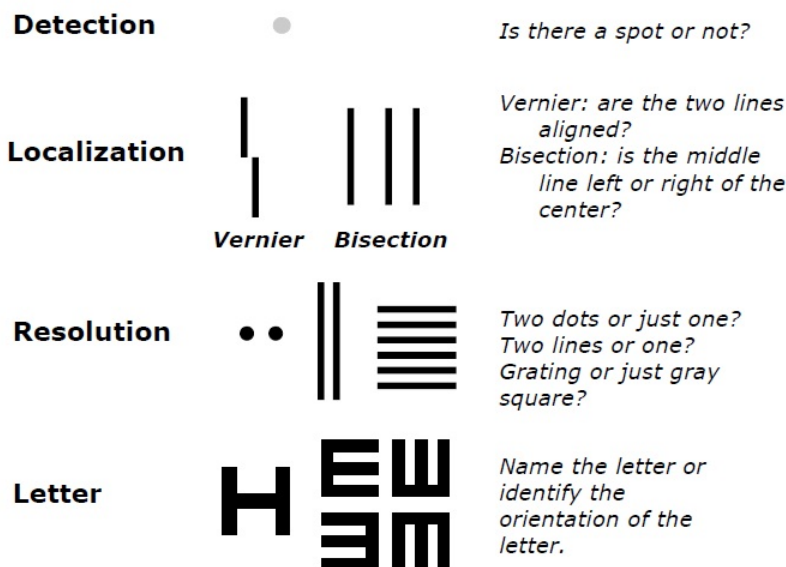 Detection
Is there a spot or not?
Localization
Vernier: are the two lines
aligned?
Bisection: is the middle
line left or right of the
center?
Vernier Bisection
Resolution
Two dots or just one?
Two lines or one?
Grating or just gray
square?
Letter
H
E
Name the letter or
identify the
orientation of the
letter.